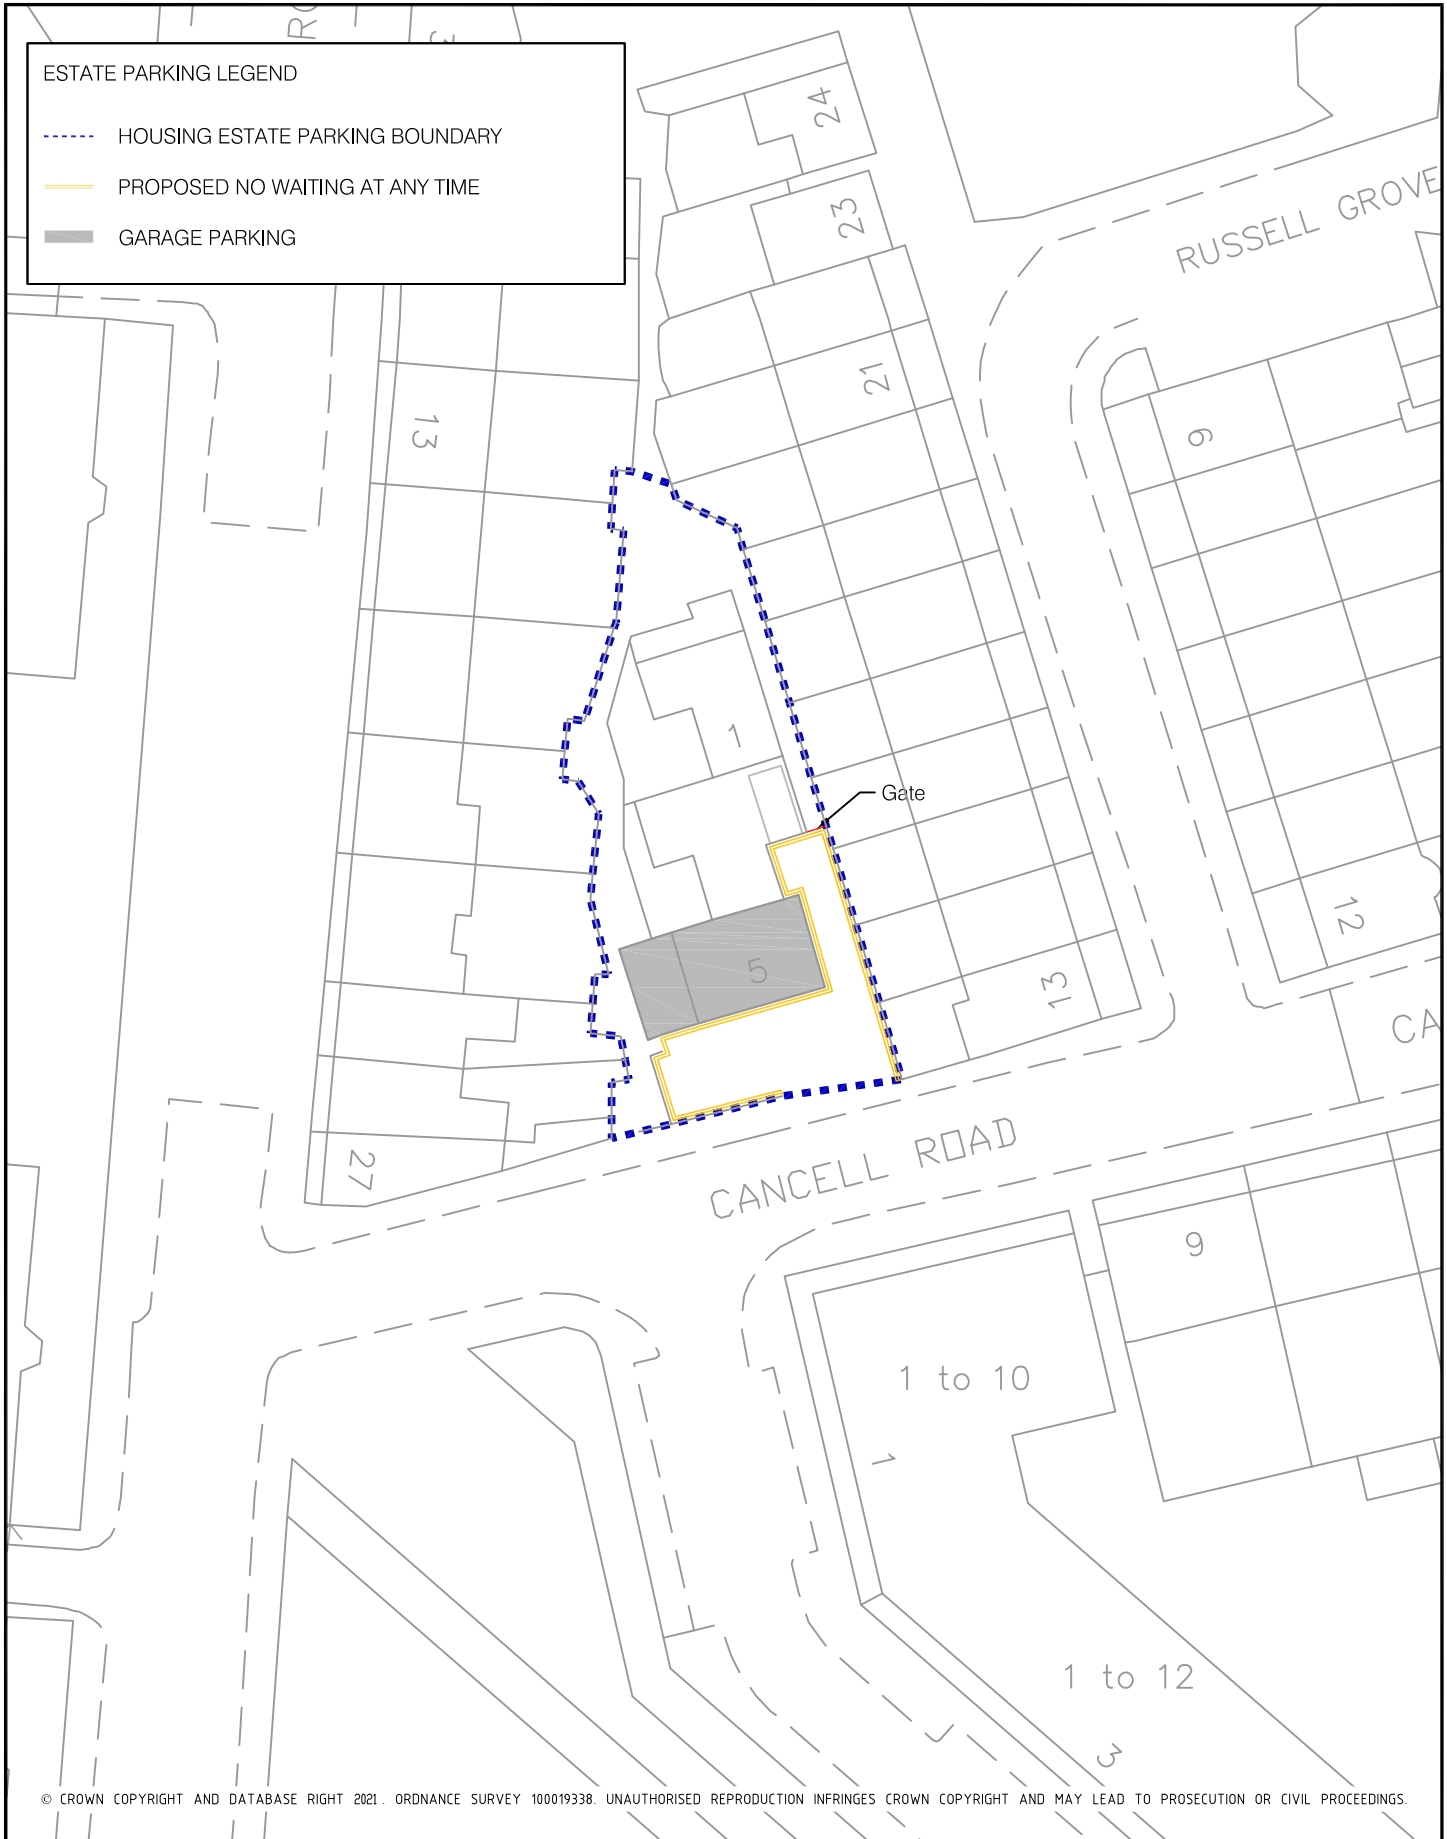 ESTATE PARKING LEGEND
HOUSING ESTATE PARKING BOUNDARY
PROPOSED NO WAITING AT ANY TIME
GARAGE PARKING
24
23
RUSSELL GROVE
21
13
6
1
Gate
12
5
13
CANCELL ROAD
27
9
1 to 10
1
1 to 12
3
© CROWN COPYRIGHT AND DATABASE RIGHT 2021. ORDNANCE SURVEY 100019338. UNAUTHORISED REPRODUCTION INFRINGES CROWN COPYRIGHT AND MAY LEAD TO PROSECUTION OR CIVIL PROCEEDINGS.